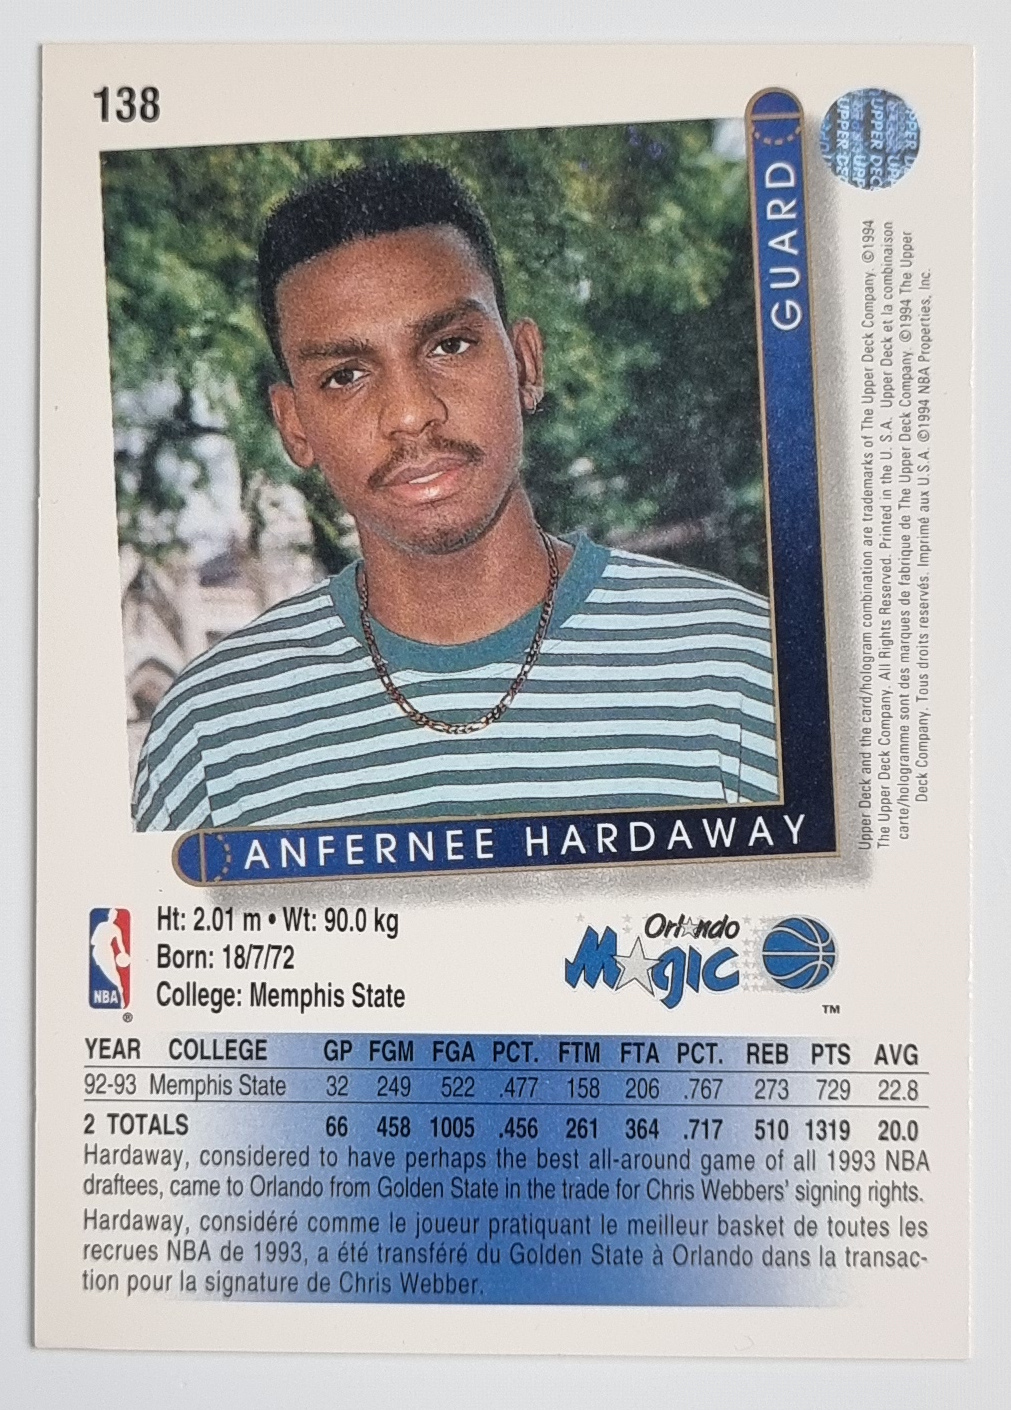 138
GUARD
UPPER DECK
ANFERNEE HARDAWAY
Upper Deck and the card/hologram combination are trademarks of The Upper Deck Company. ©1994
The Upper Deck Company. All Rights Reserved. Printed in the U. S.A. Upper Deck et la combinaison
carte/hologramme sont des marques de fabrique de The Upper Deck Company. ©1994 The Upper
Deck Company. Tous droits reservés. Imprimé aux U.S.A. ©1994 NBA Properties, Inc.
NBA
®
Ht: 2.01 m • Wt: 90.0 kg
Born: 18/7/72
College: Memphis State
Orlando
Magic
TM
YEAR COLLEGE GP FGM FGA PCT. FTM FTA PCT. REB PTS AVG
92-93 Memphis State 32 249 522 .477 158 206 .767 273 729 22.8
2 TOTALS 66 458 1005 .456 261 364 .717 510 1319 20.0
Hardaway, considered to have perhaps the best all-around game of all 1993 NBA
draftees, came to Orlando from Golden State in the trade for Chris Webbers' signing rights.
Hardaway, considéré comme le joueur pratiquant le meilleur basket de toutes les
recrues NBA de 1993, a été transféré du Golden State à Orlando dans la transac-
tion pour la signature de Chris Webber.